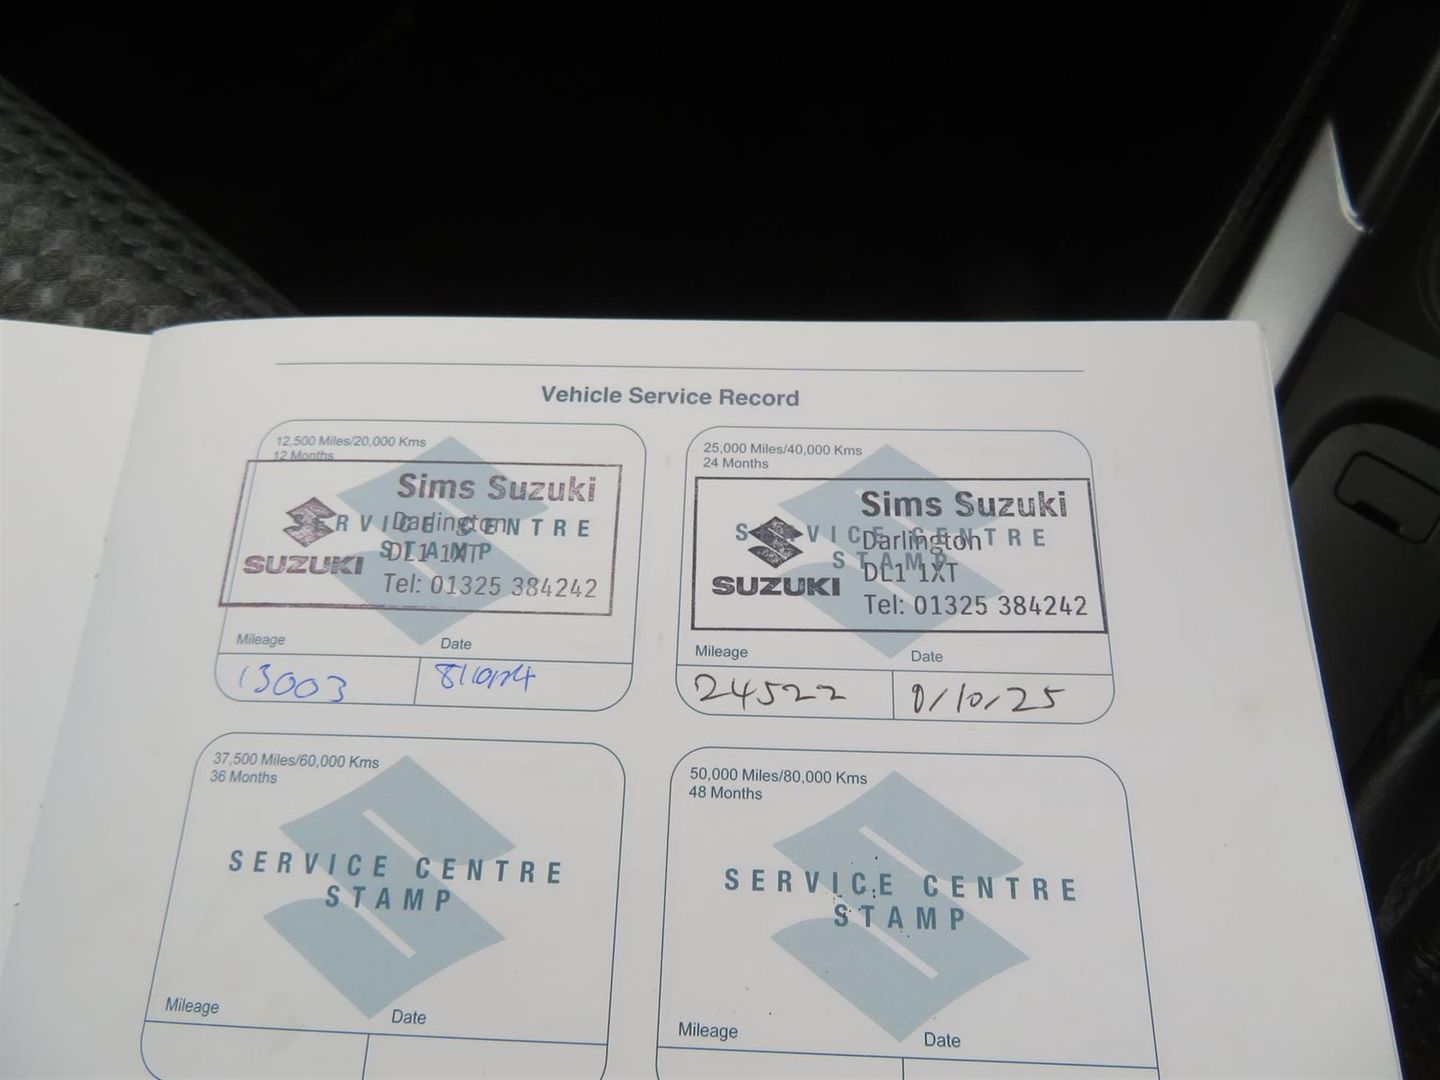 Vehicle Service Record
12,500 Miles/20,000 Kms
12 Months
Sims Suzuki
SERVICE CENTRE
Darlington
STAMP
DL1 1XT
SUZUKI
Tel: 01325 384242
Mileage
Date
13003
25,000 Miles/40,000 Kms
24 Months
Sims Suzuki
SERVICE CENTRE
Darlington
STAMP
DL1 1XT
SUZUKI
Tel: 01325 384242
Mileage
Date
24522
/10/25
37,500 Miles/60,000 Kms
36 Months
SERVICE CENTRE
STAMP
Mileage
Date
50,000 Miles/80,000 Kms
48 Months
SERVICE CENTRE
STAMP
Mileage
Date